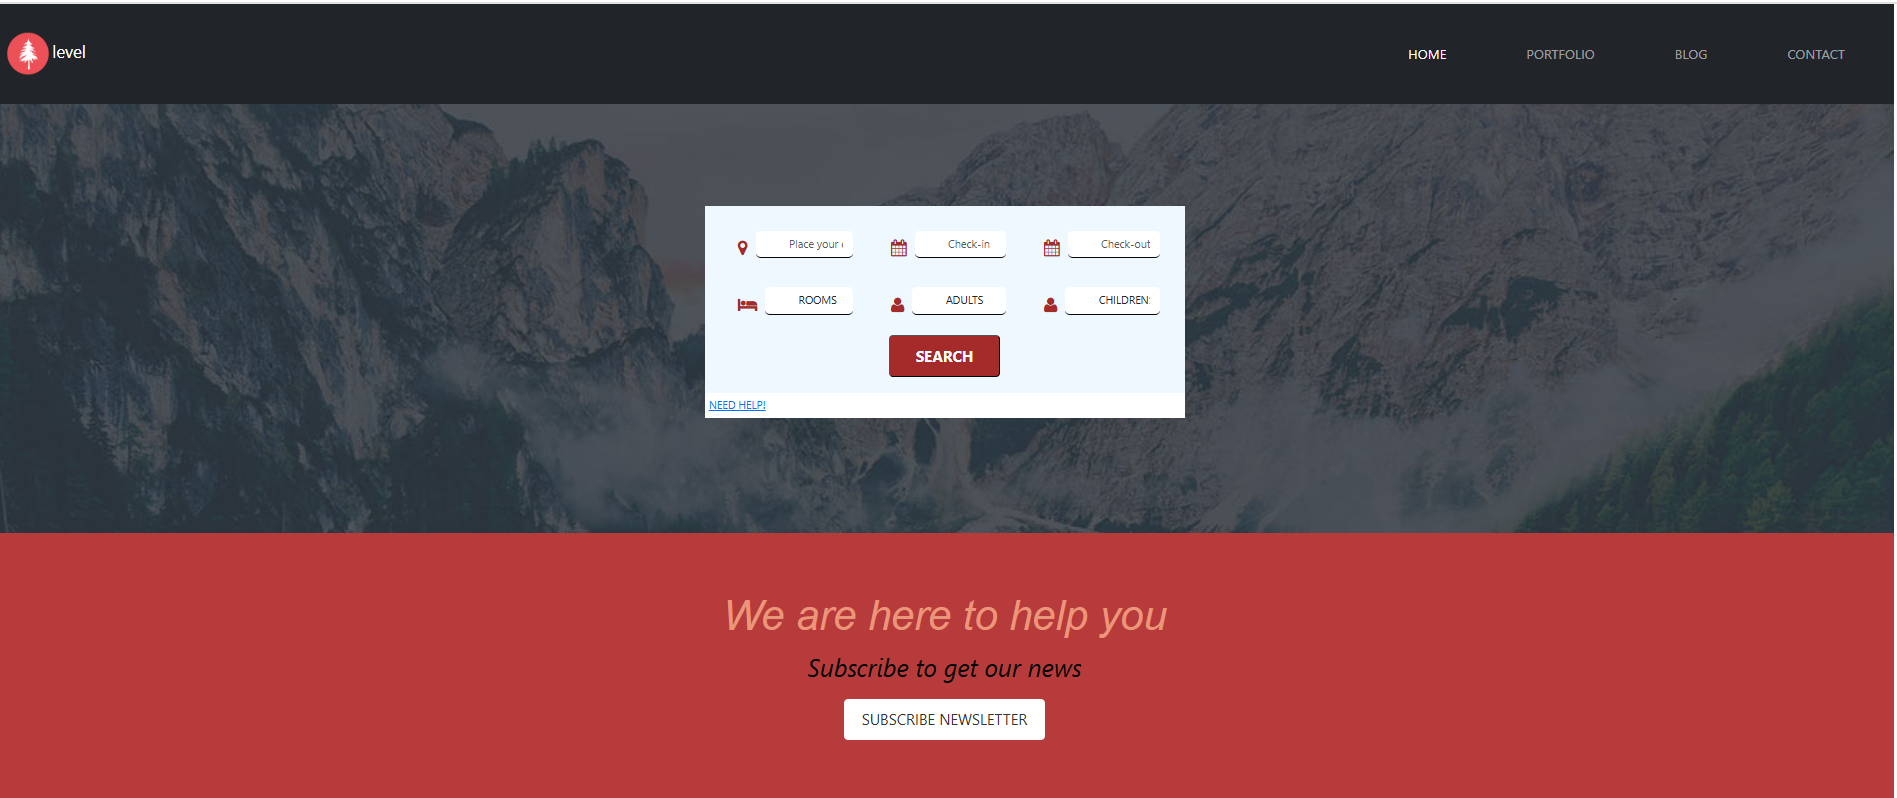 level
HOME PORTFOLIO BLOG CONTACT
Place your Check-in Check-out
ROOMS ADULTS CHILDREN
SEARCH
NEED HELP!
We are here to help you
Subscribe to get our news
SUBSCRIBE NEWSLETTER